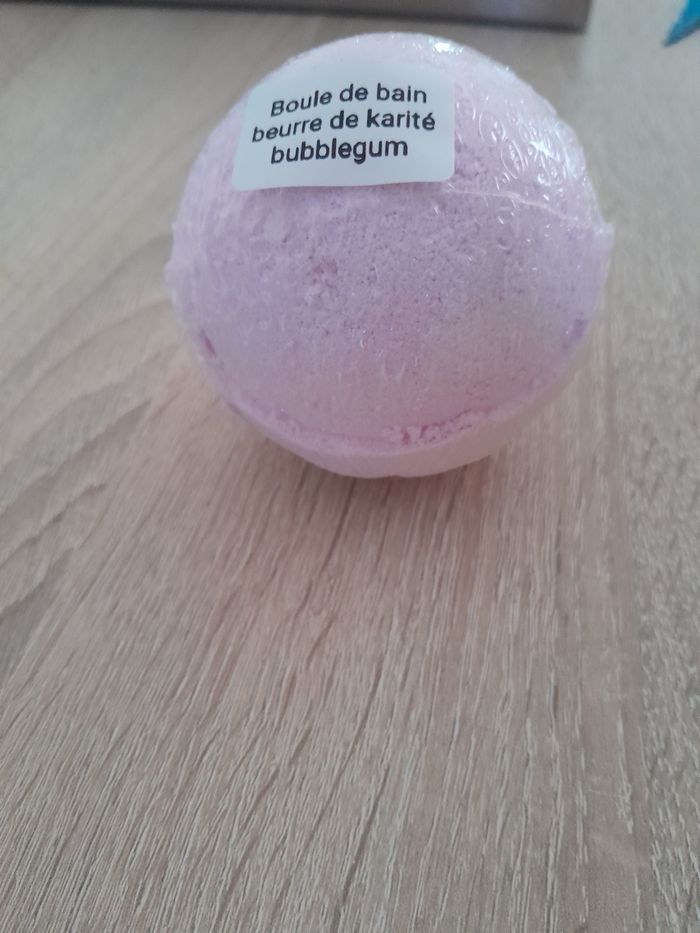 Boule de bain
beurre de karité
bubblegum